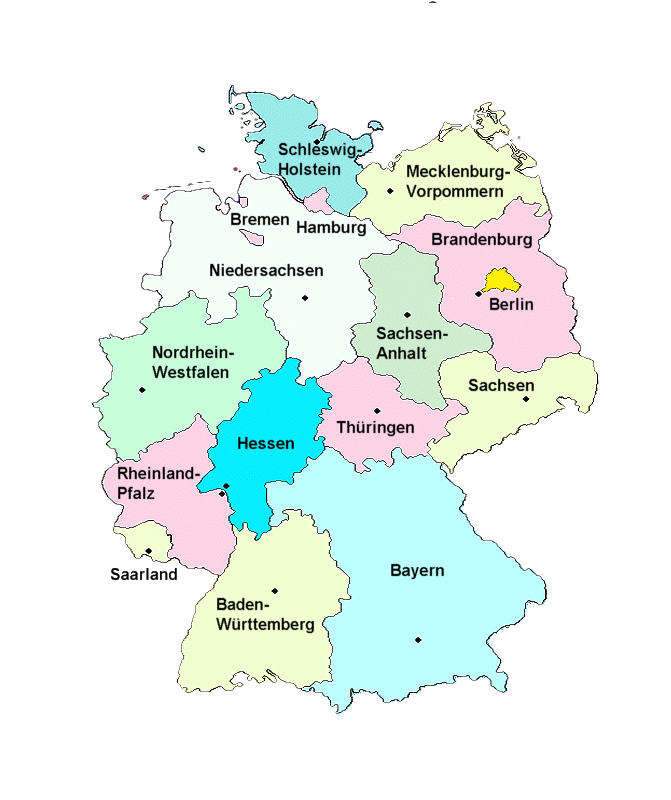 Schleswig-
Holstein
Mecklenburg-
Vorpommern
Bremen
Hamburg
Brandenburg
Niedersachsen
Berlin
Sachsen-
Anhalt
Nordrhein-
Westfalen
Sachsen
Thüringen
Hessen
Rheinland-
Pfalz
Saarland
Bayern
Baden-
Württemberg